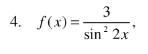 4. f(x) = 3 / sin² 2x,